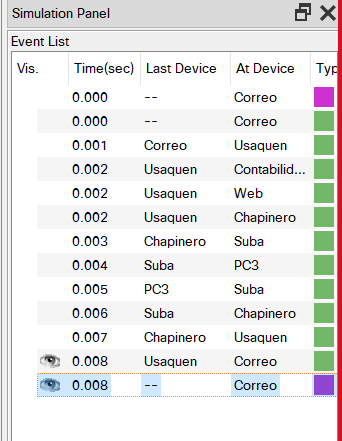 Simulation Panel
Event List
Vis. Time(sec) Last Device At Device Typ
0.000 -- Correo
0.000 -- Correo
0.001 Correo Usaquen
0.002 Usaquen Contabilid...
0.002 Usaquen Web
0.002 Usaquen Chapinero
0.003 Chapinero Suba
0.004 Suba PC3
0.005 PC3 Suba
0.006 Suba Chapinero
0.007 Chapinero Usaquen
0.008 Usaquen Correo
0.008 -- Correo